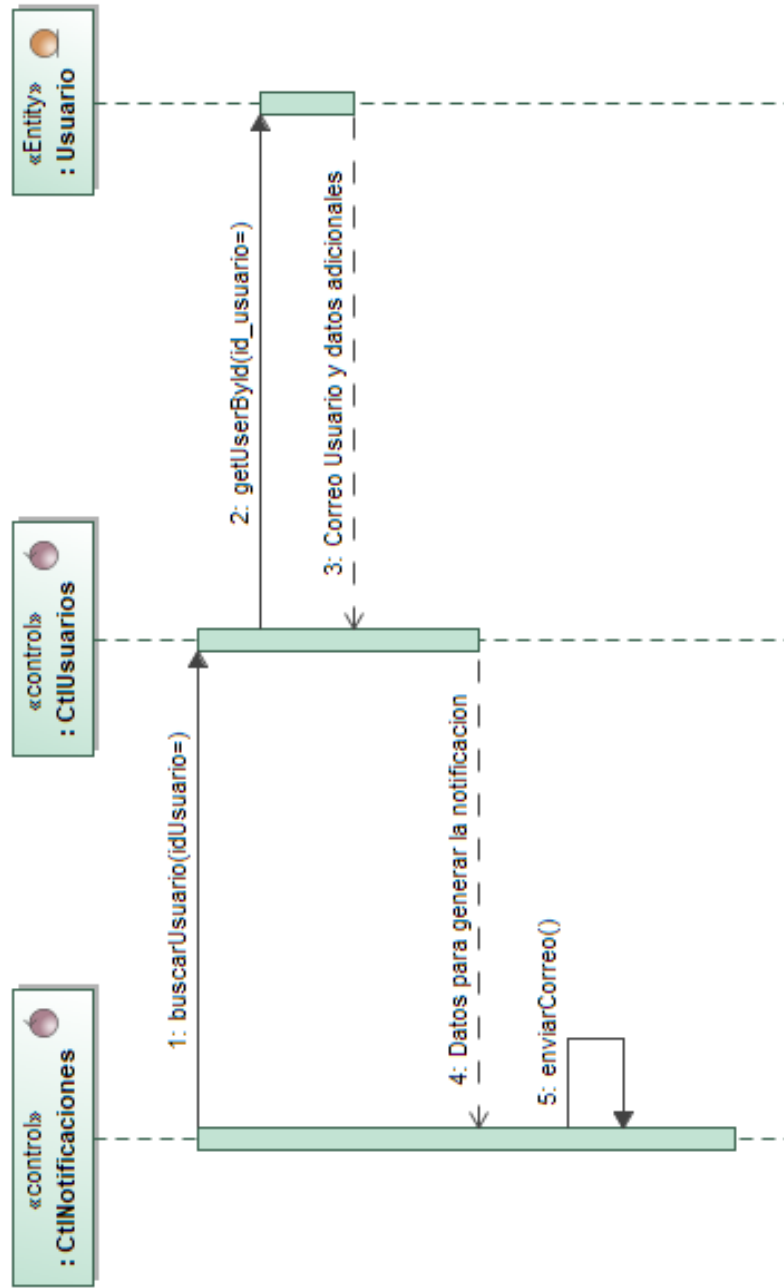 «control»
: CtlNotificaciones
«control»
: CtlUsuarios
«Entity»
: Usuario
1: buscarUsuario(idUsuario=)
2: getUserById(id_usuario=)
3: Correo Usuario y datos adicionales
4: Datos para generar la notificacion
5: enviarCorreo()